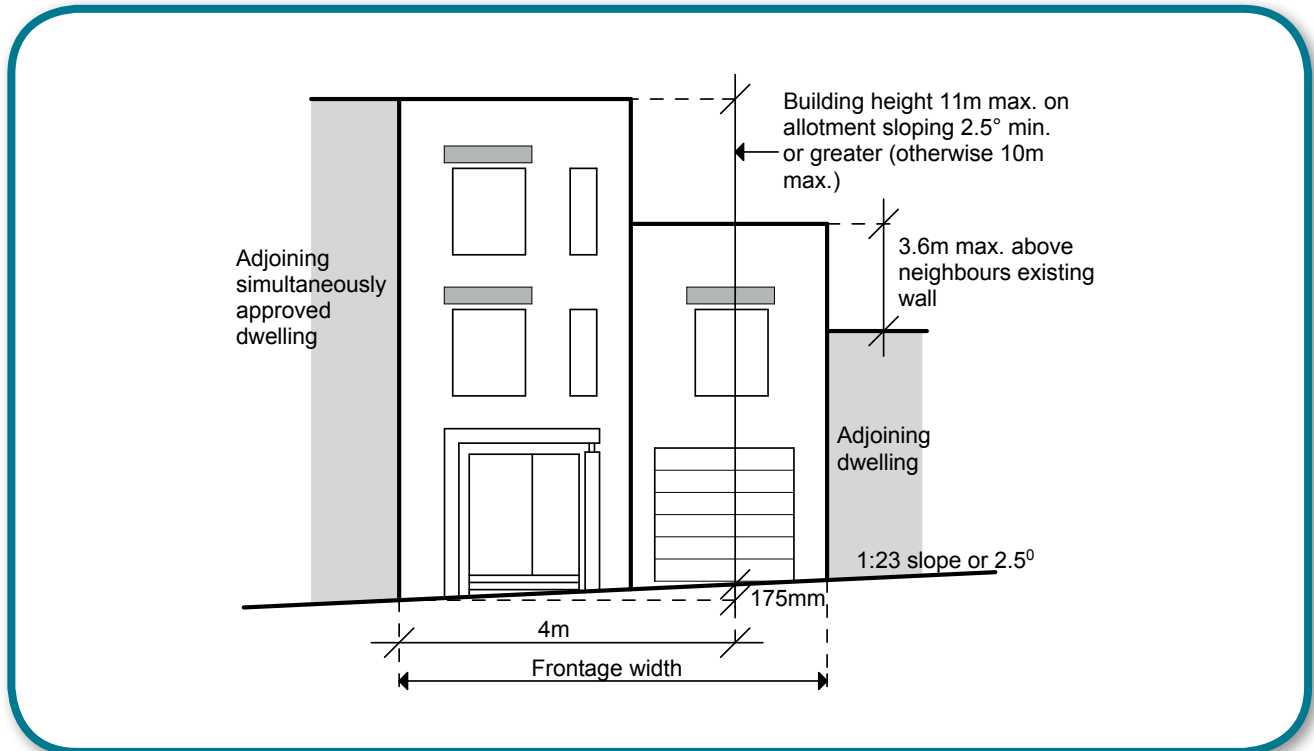 Building height 11m max. on
allotment sloping 2.5° min.
or greater (otherwise 10m
max.)
3.6m max. above
neighbours existing
wall
Adjoining
simultaneously
approved
dwelling
Adjoining
dwelling
1:23 slope or 2.5⁰
175mm
4m
Frontage width